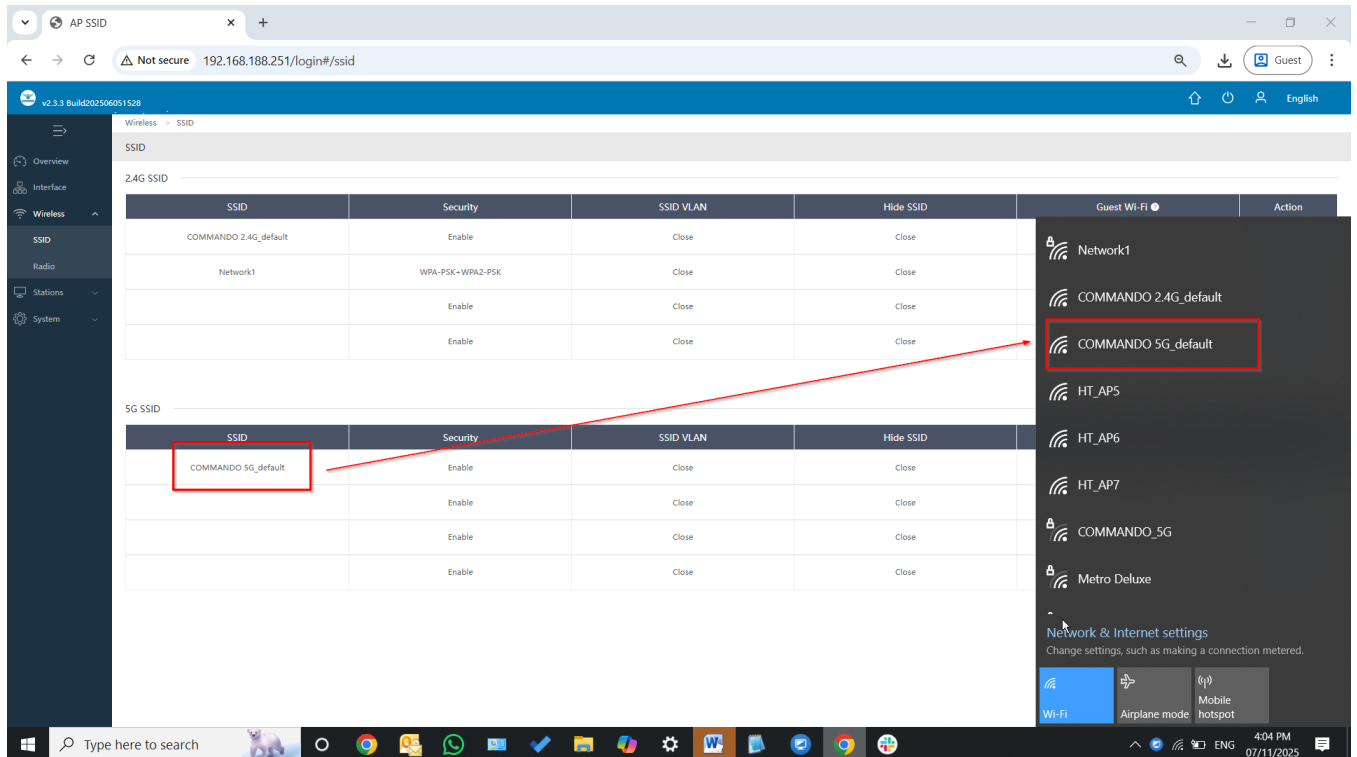 AP SSID
Not secure 192.168.188.251/login#/ssid
Guest
v2.3.3 Build202506051528
English
Wireless > SSID
SSID
Overview
Interface
Wireless
SSID
Radio
Stations
System
2.4G SSID
SSID Security SSID VLAN Hide SSID Guest Wi-Fi Action
COMMANDO 2.4G_default Enable Close Close
Network1 WPA-PSK+WPA2-PSK Close Close
Enable Close Close
Enable Close Close
5G SSID
SSID Security SSID VLAN Hide SSID
COMMANDO 5G_default Enable Close Close
Enable Close Close
Enable Close Close
Enable Close Close
Network1
COMMANDO 2.4G_default
COMMANDO 5G_default
HT_AP5
HT_AP6
HT_AP7
COMMANDO_5G
Metro Deluxe
Network & Internet settings
Change settings, such as making a connection metered.
Wi-Fi
Airplane mode
Mobile
hotspot
Type here to search
ENG
4:04 PM
07/11/2025